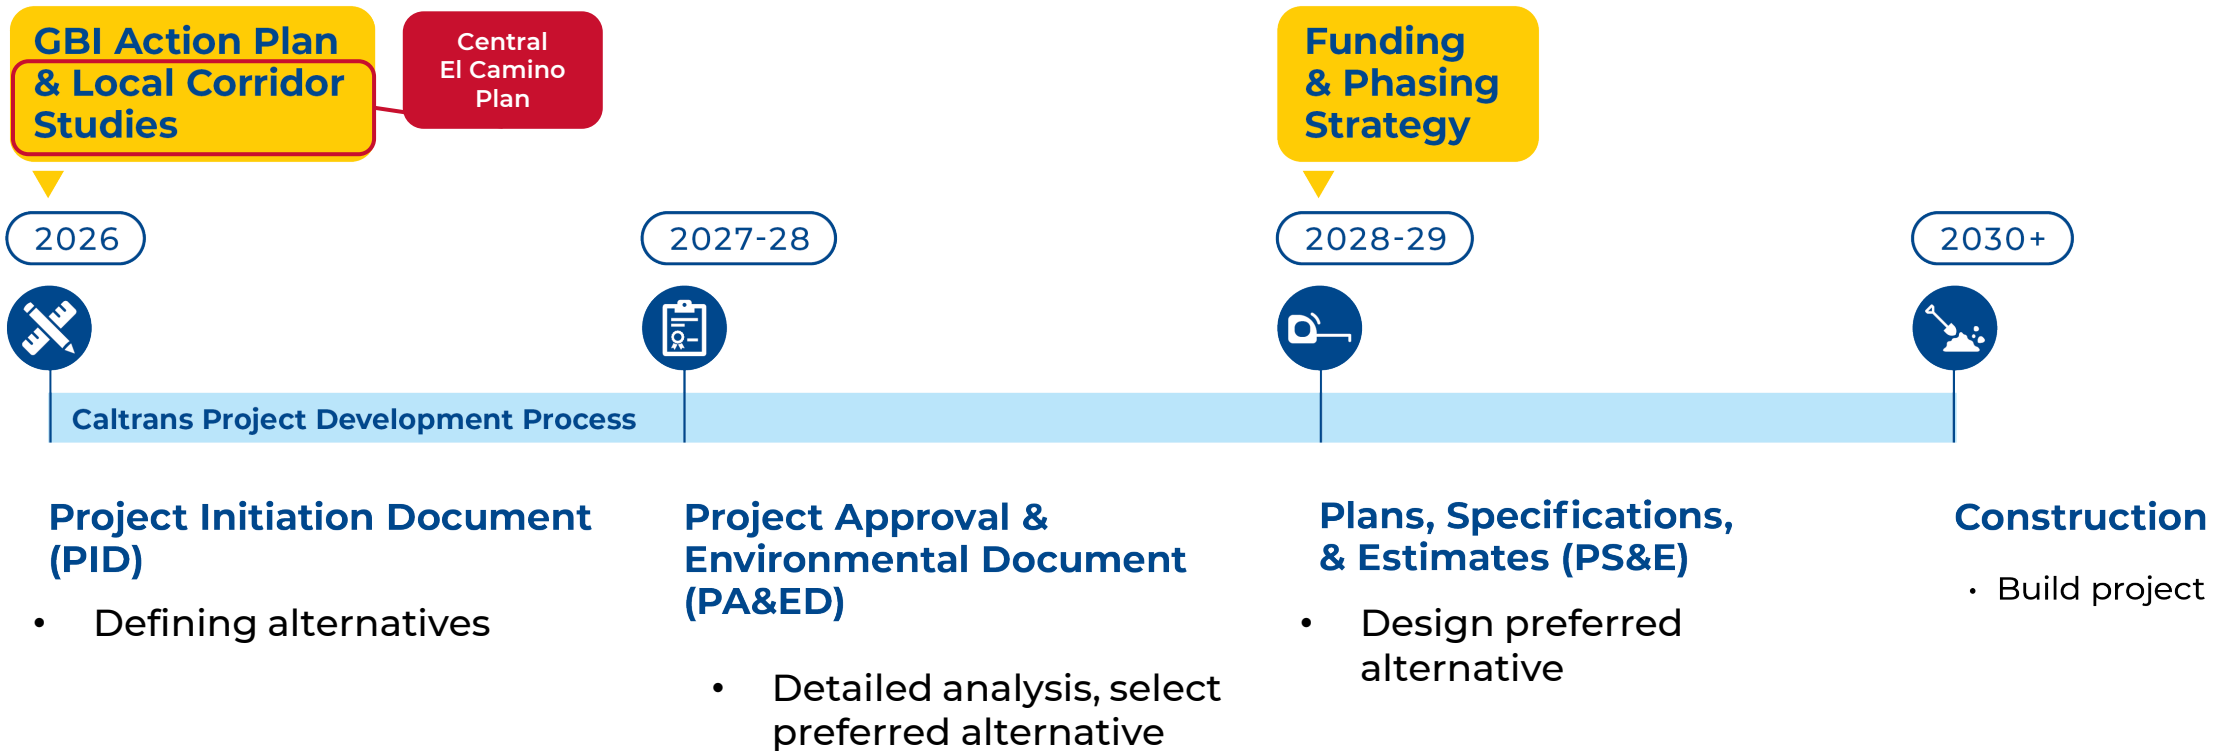 GBI Action Plan
& Local Corridor
Studies
Central
El Camino
Plan
Funding
& Phasing
Strategy
2026
2027-28
2028-29
2030+
Caltrans Project Development Process
Project Initiation Document
(PID)
• Defining alternatives
Project Approval &
Environmental Document
(PA&ED)
• Detailed analysis, select
preferred alternative
Plans, Specifications,
& Estimates (PS&E)
• Design preferred
alternative
Construction
• Build project